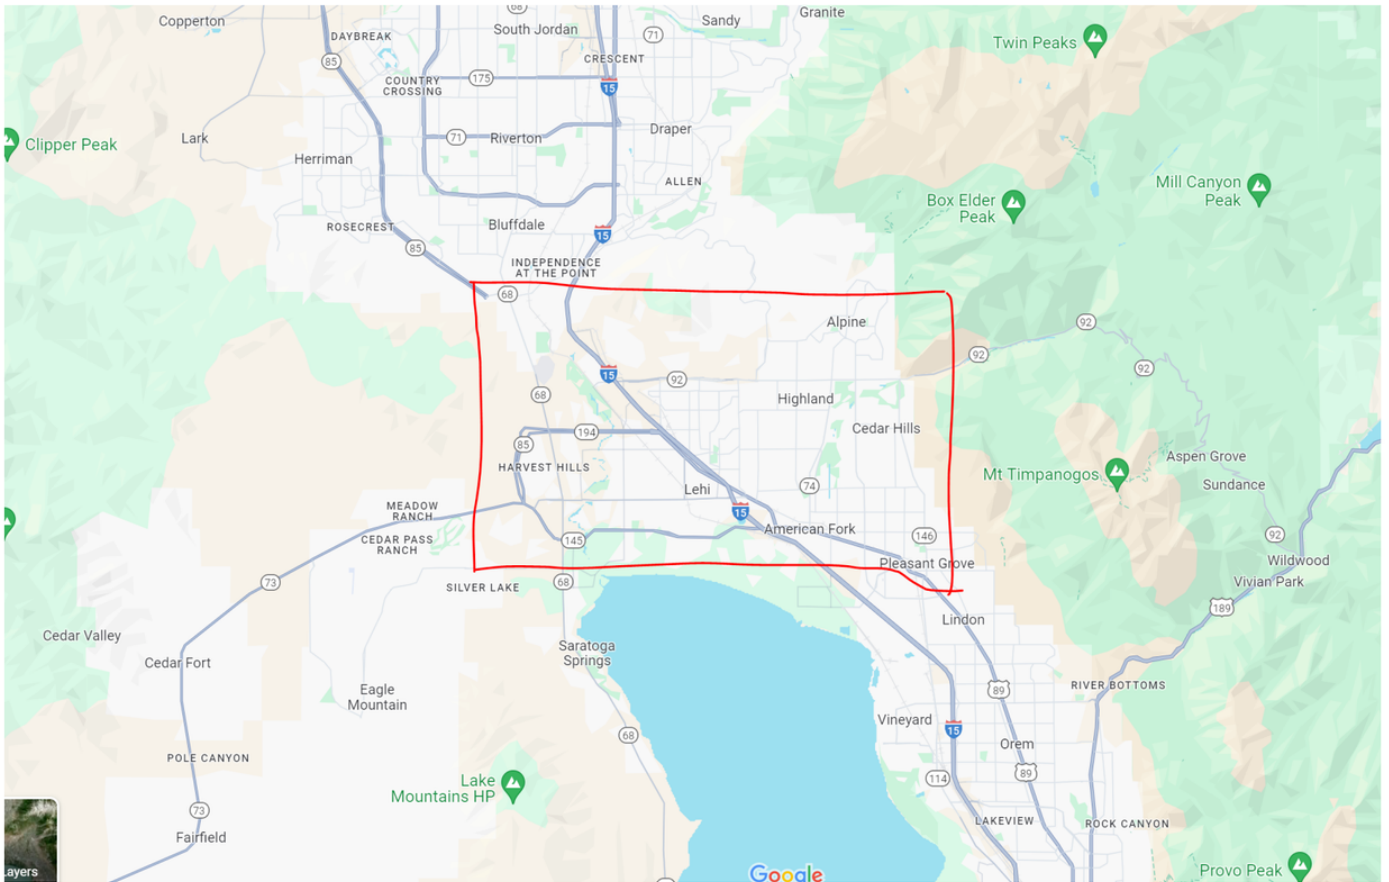 68
Granite
Copperton
Sandy
South Jordan
71
DAYBREAK
Twin Peaks
CRESCENT
85
175
COUNTRY
CROSSING
15
Draper
Lark
71
Riverton
Clipper Peak
Herriman
ALLEN
Mill Canyon
Peak
Box Elder
Peak
ROSECREST
Bluffdale
15
85
INDEPENDENCE
AT THE POINT
68
Alpine
92
92
92
15
92
68
Highland
Cedar Hills
194
85
HARVEST HILLS
Aspen Grove
Mt Timpanogos
Sundance
Lehi
74
MEADOW
RANCH
15
American Fork
CEDAR PASS
RANCH
145
146
92
Pleasant Grove
Wildwood
73
SILVER LAKE
68
Vivian Park
189
Lindon
Cedar Valley
Saratoga
Springs
Cedar Fort
Eagle
Mountain
89
RIVER BOTTOMS
Vineyard
68
15
Orem
POLE CANYON
89
114
Lake
Mountains HP
73
LAKEVIEW
ROCK CANYON
Fairfield
ayers
Google
Provo Peak